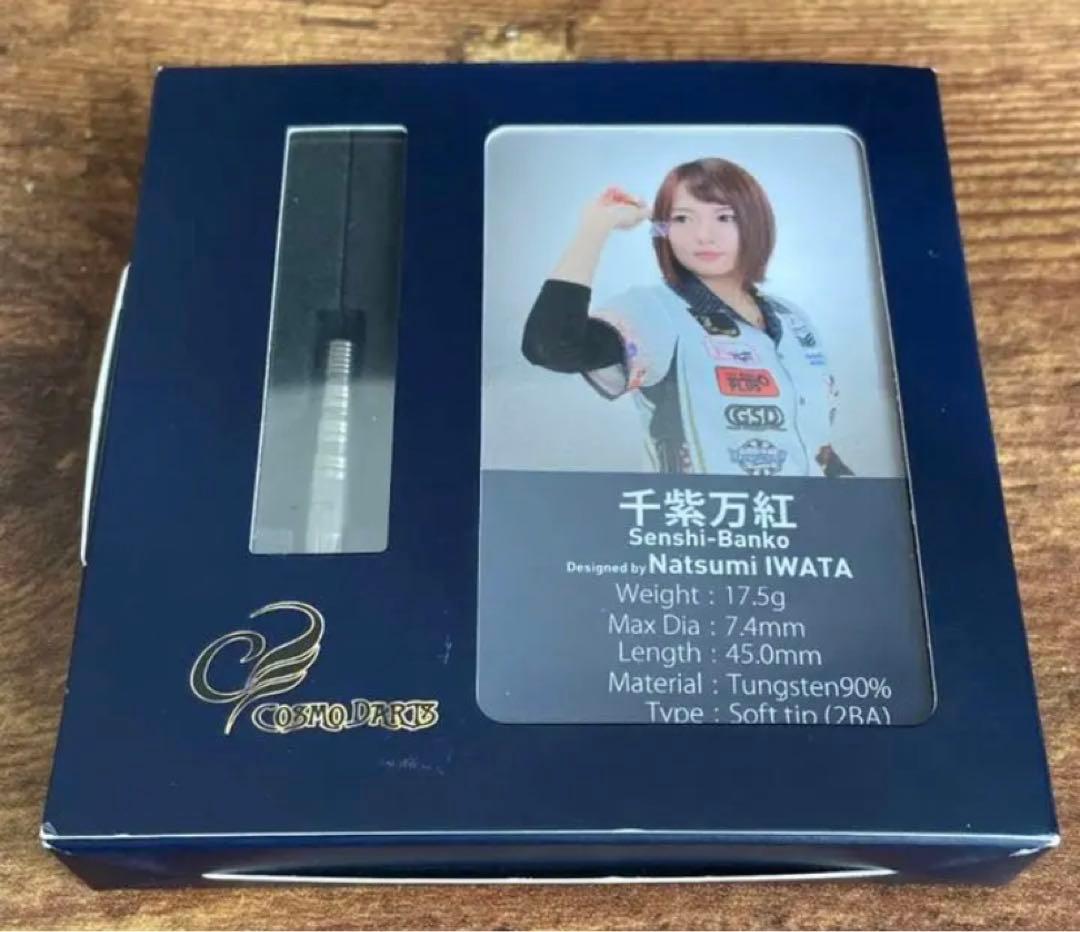 GSD
千紫万紅
Senshi-Banko
Designed by Natsumi IWATA
Weight : 17.5g
Max Dia : 7.4mm
Length : 45.0mm
Material : Tungsten90%
Type : Soft tip (2BA)
COSMO DARTS